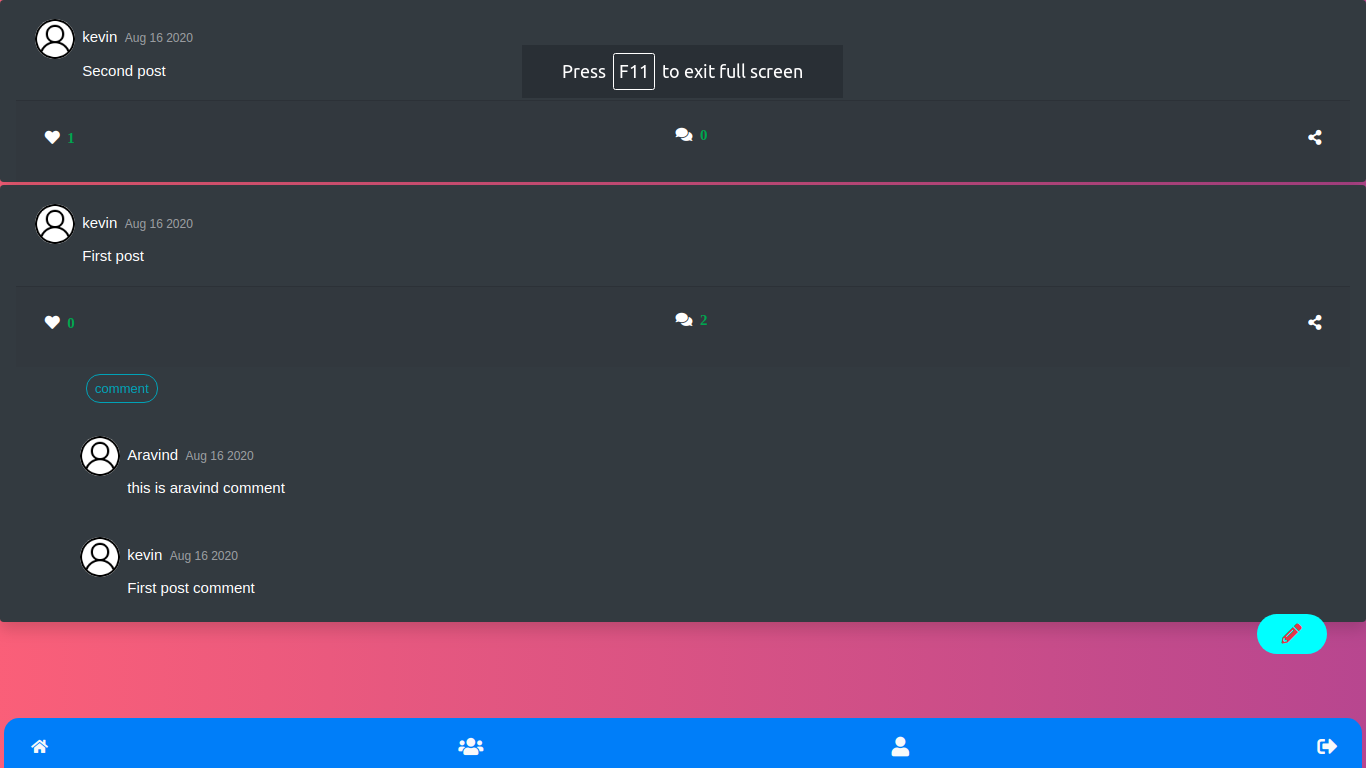 kevin Aug 16 2020
Second post
Press F11 to exit full screen
1 0
kevin Aug 16 2020
First post
0 2
comment
Aravind Aug 16 2020
this is aravind comment
kevin Aug 16 2020
First post comment